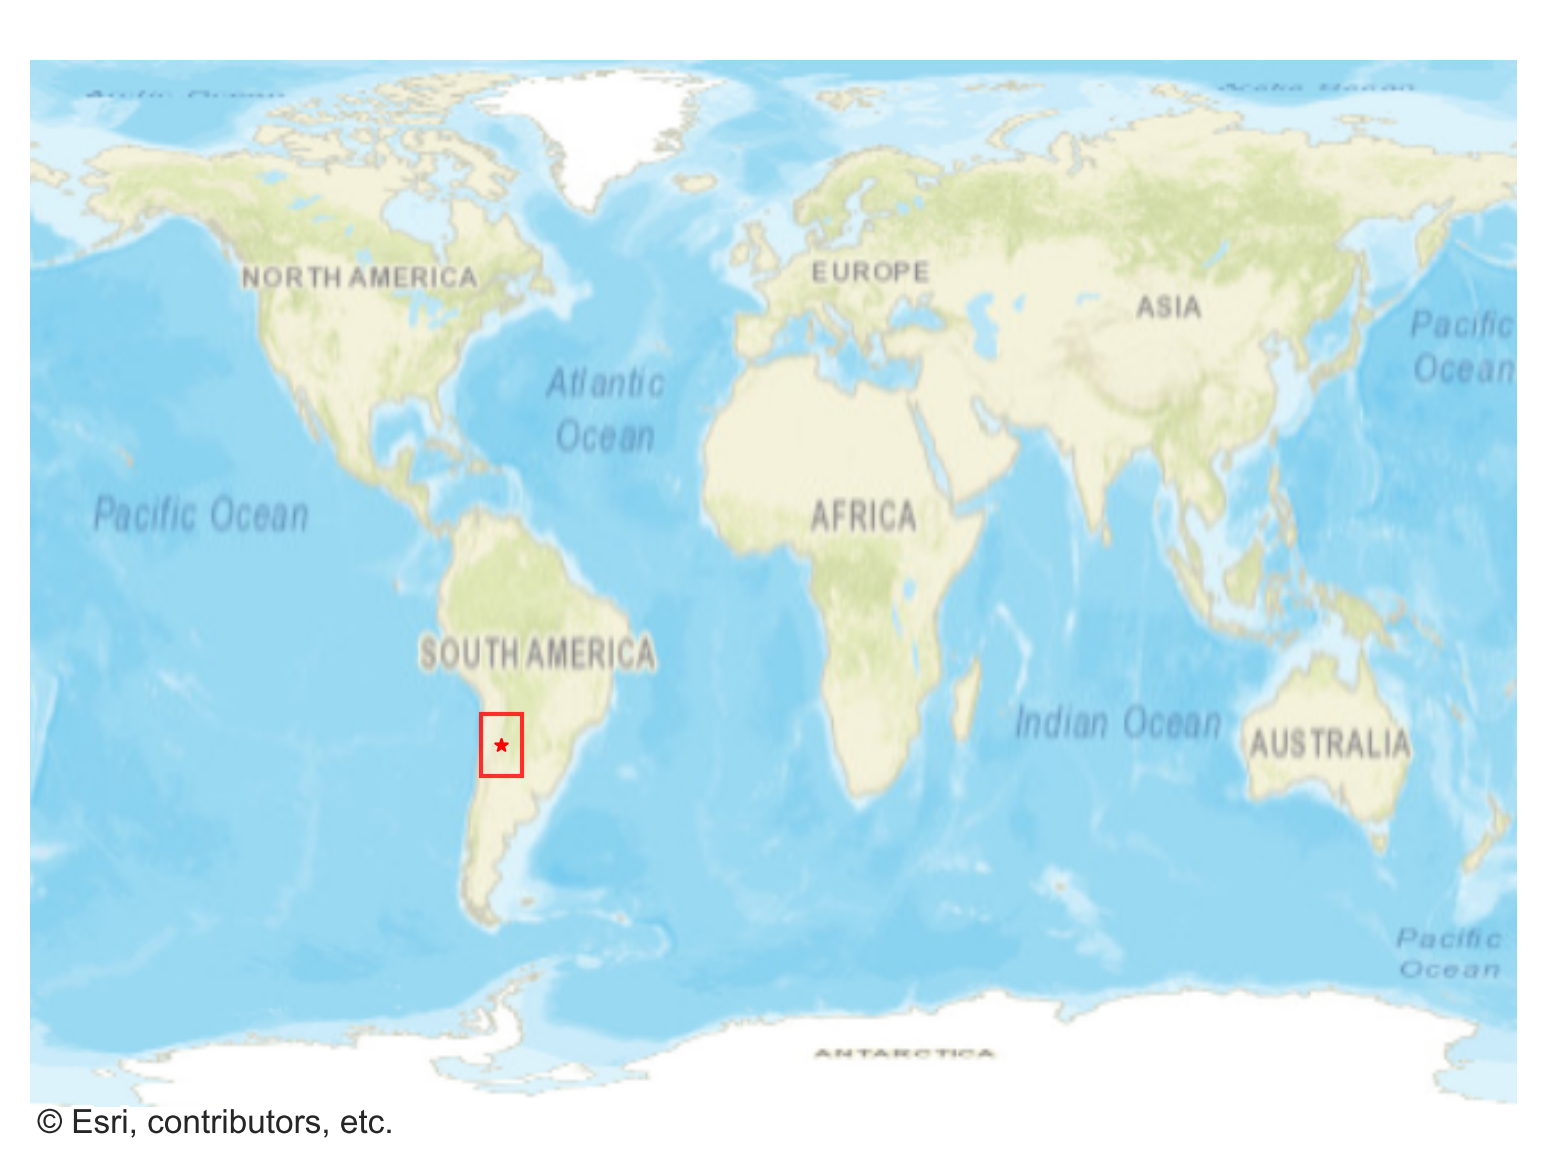 Arctic Ocean
Arctic Ocean
NORTH AMERICA
EUROPE
ASIA
Pacific
Ocean
Atlantic
Ocean
Pacific Ocean
AFRICA
SOUTH AMERICA
Indian Ocean
AUSTRALIA
Pacific
Ocean
ANTARCTICA
© Esri, contributors, etc.